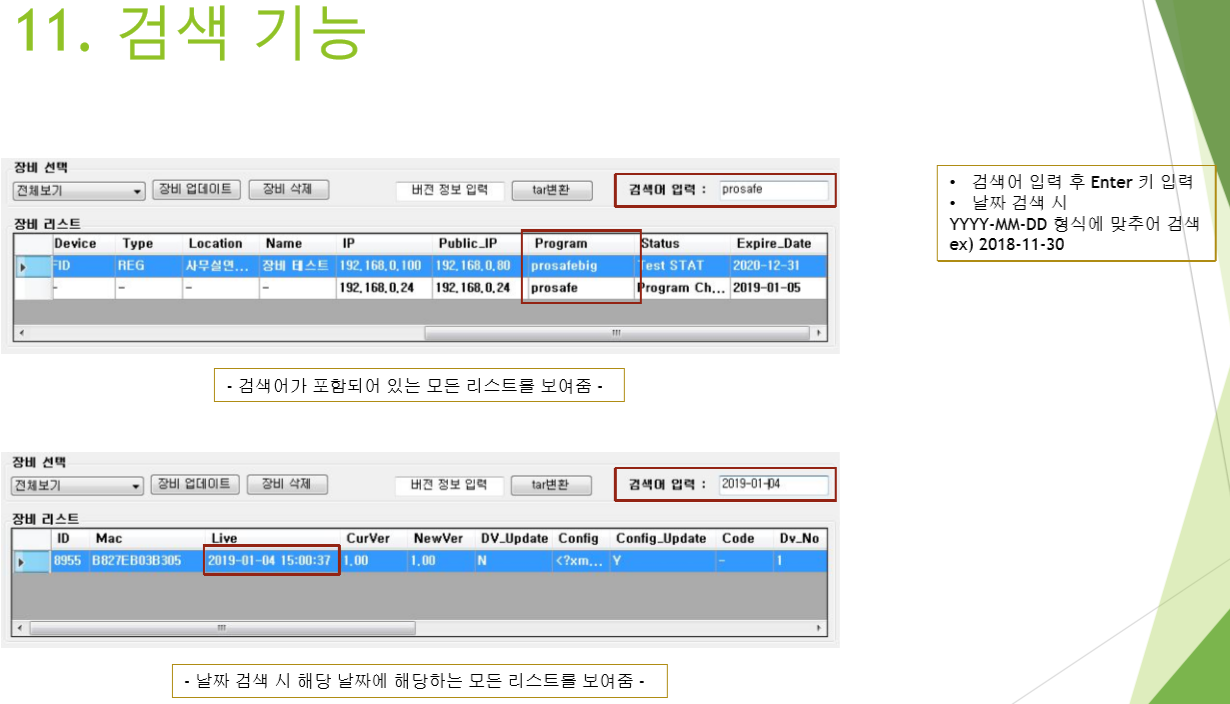 11. 검색 기능
장비 선택
전체보기 장비 업데이트 장비 삭제 버전 정보 입력 tar변환 검색어 입력 : prosafe
장비 리스트
Device Type Location Name IP Public_IP Program Status Expire_Date
FID REG 사무실면... 장비 테스트 192.168.0.100 192.168.0.80 prosafebig Test STAT 2020-12-31
- - - - 192.168.0.24 192.168.0.24 prosafe Program Ch... 2019-01-05
- 검색어가 포함되어 있는 모든 리스트를 보여줌 -
• 검색어 입력 후 Enter 키 입력
• 날짜 검색 시
YYYY-MM-DD 형식에 맞추어 검색
ex) 2018-11-30
장비 선택
전체보기 장비 업데이트 장비 삭제 버전 정보 입력 tar변환 검색어 입력 : 2019-01-04
장비 리스트
ID Mac Live CurVer NewVer DV_Update Config Config_Update Code Dv_No
8955 B827EB03B305 2019-01-04 15:00:37 1.00 1.00 N <?xm... Y - 1
- 날짜 검색 시 해당 날짜에 해당하는 모든 리스트를 보여줌 -